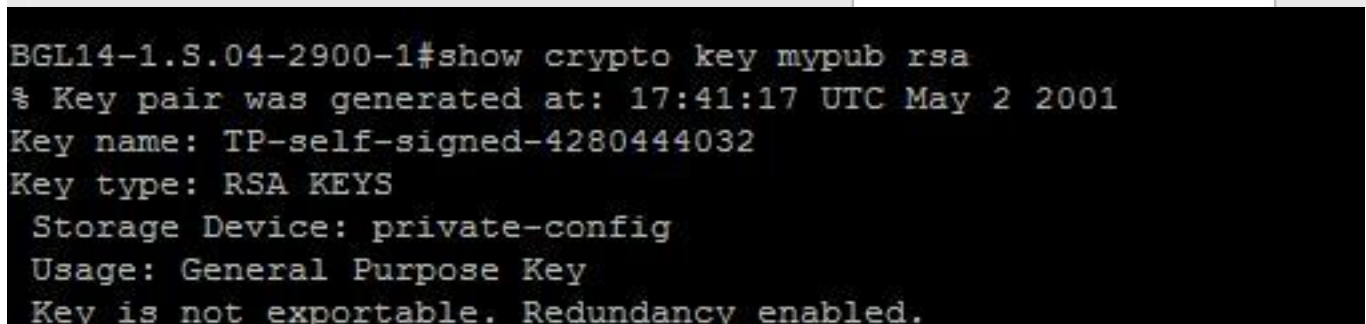 BGL14-1.S.04-2900-1#show crypto key mypub rsa
% Key pair was generated at: 17:41:17 UTC May 2 2001
Key name: TP-self-signed-4280444032
Key type: RSA KEYS
Storage Device: private-config
Usage: General Purpose Key
Key is not exportable. Redundancy enabled.